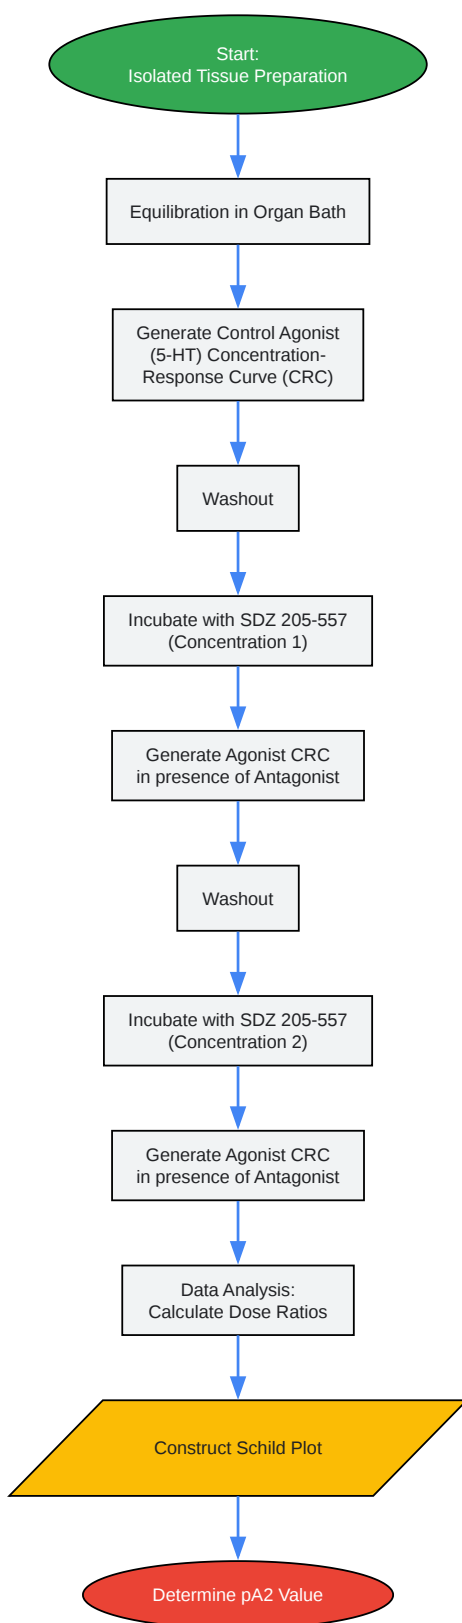 Start:
Isolated Tissue Preparation
Equilibration in Organ Bath
Generate Control Agonist
(5-HT) Concentration-
Response Curve (CRC)
Washout
Incubate with SDZ 205-557
(Concentration 1)
Generate Agonist CRC
in presence of Antagonist
Washout
Incubate with SDZ 205-557
(Concentration 2)
Generate Agonist CRC
in presence of Antagonist
Data Analysis:
Calculate Dose Ratios
Construct Schild Plot
Determine pA2 Value